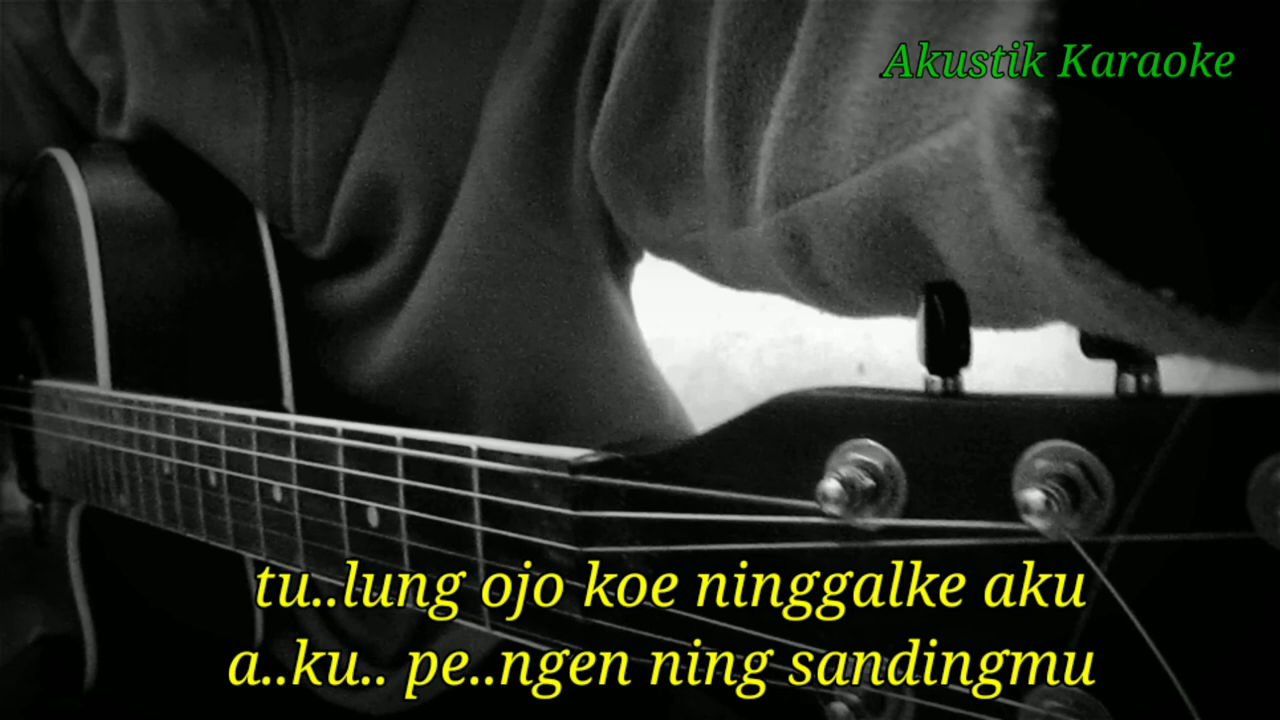 Akustik Karaoke
tu..lung ojo koe ninggalke aku
a..ku.. pe..ngen ning sandingmu